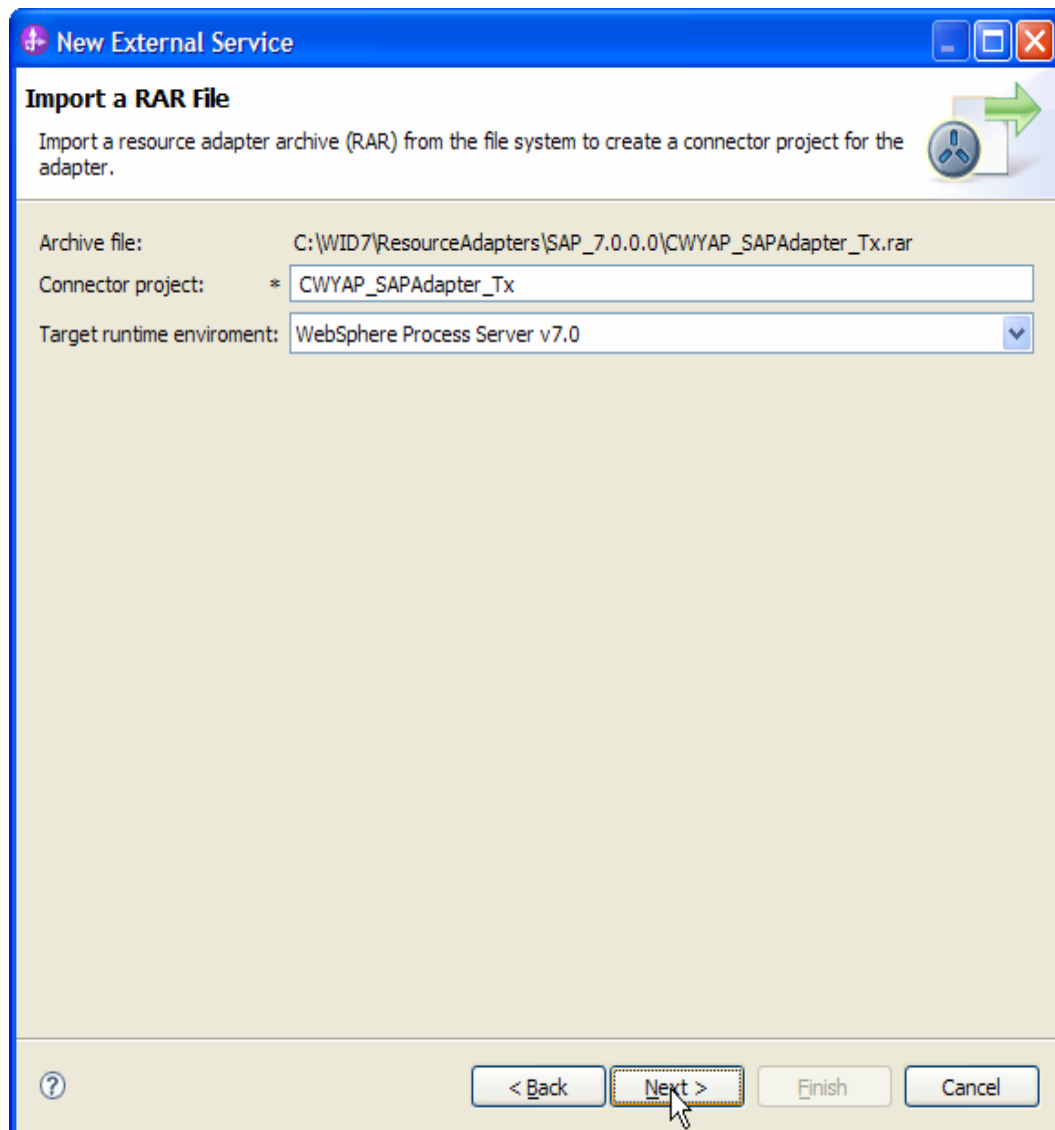 New External Service
Import a RAR File
Import a resource adapter archive (RAR) from the file system to create a connector project for the
adapter.
Archive file: C:\WID7\ResourceAdapters\SAP_7.0.0.0\CWYAP_SAPAdapter_Tx.rar
Connector project: * CWYAP_SAPAdapter_Tx
Target runtime enviroment: WebSphere Process Server v7.0
? < Back Next > Finish Cancel